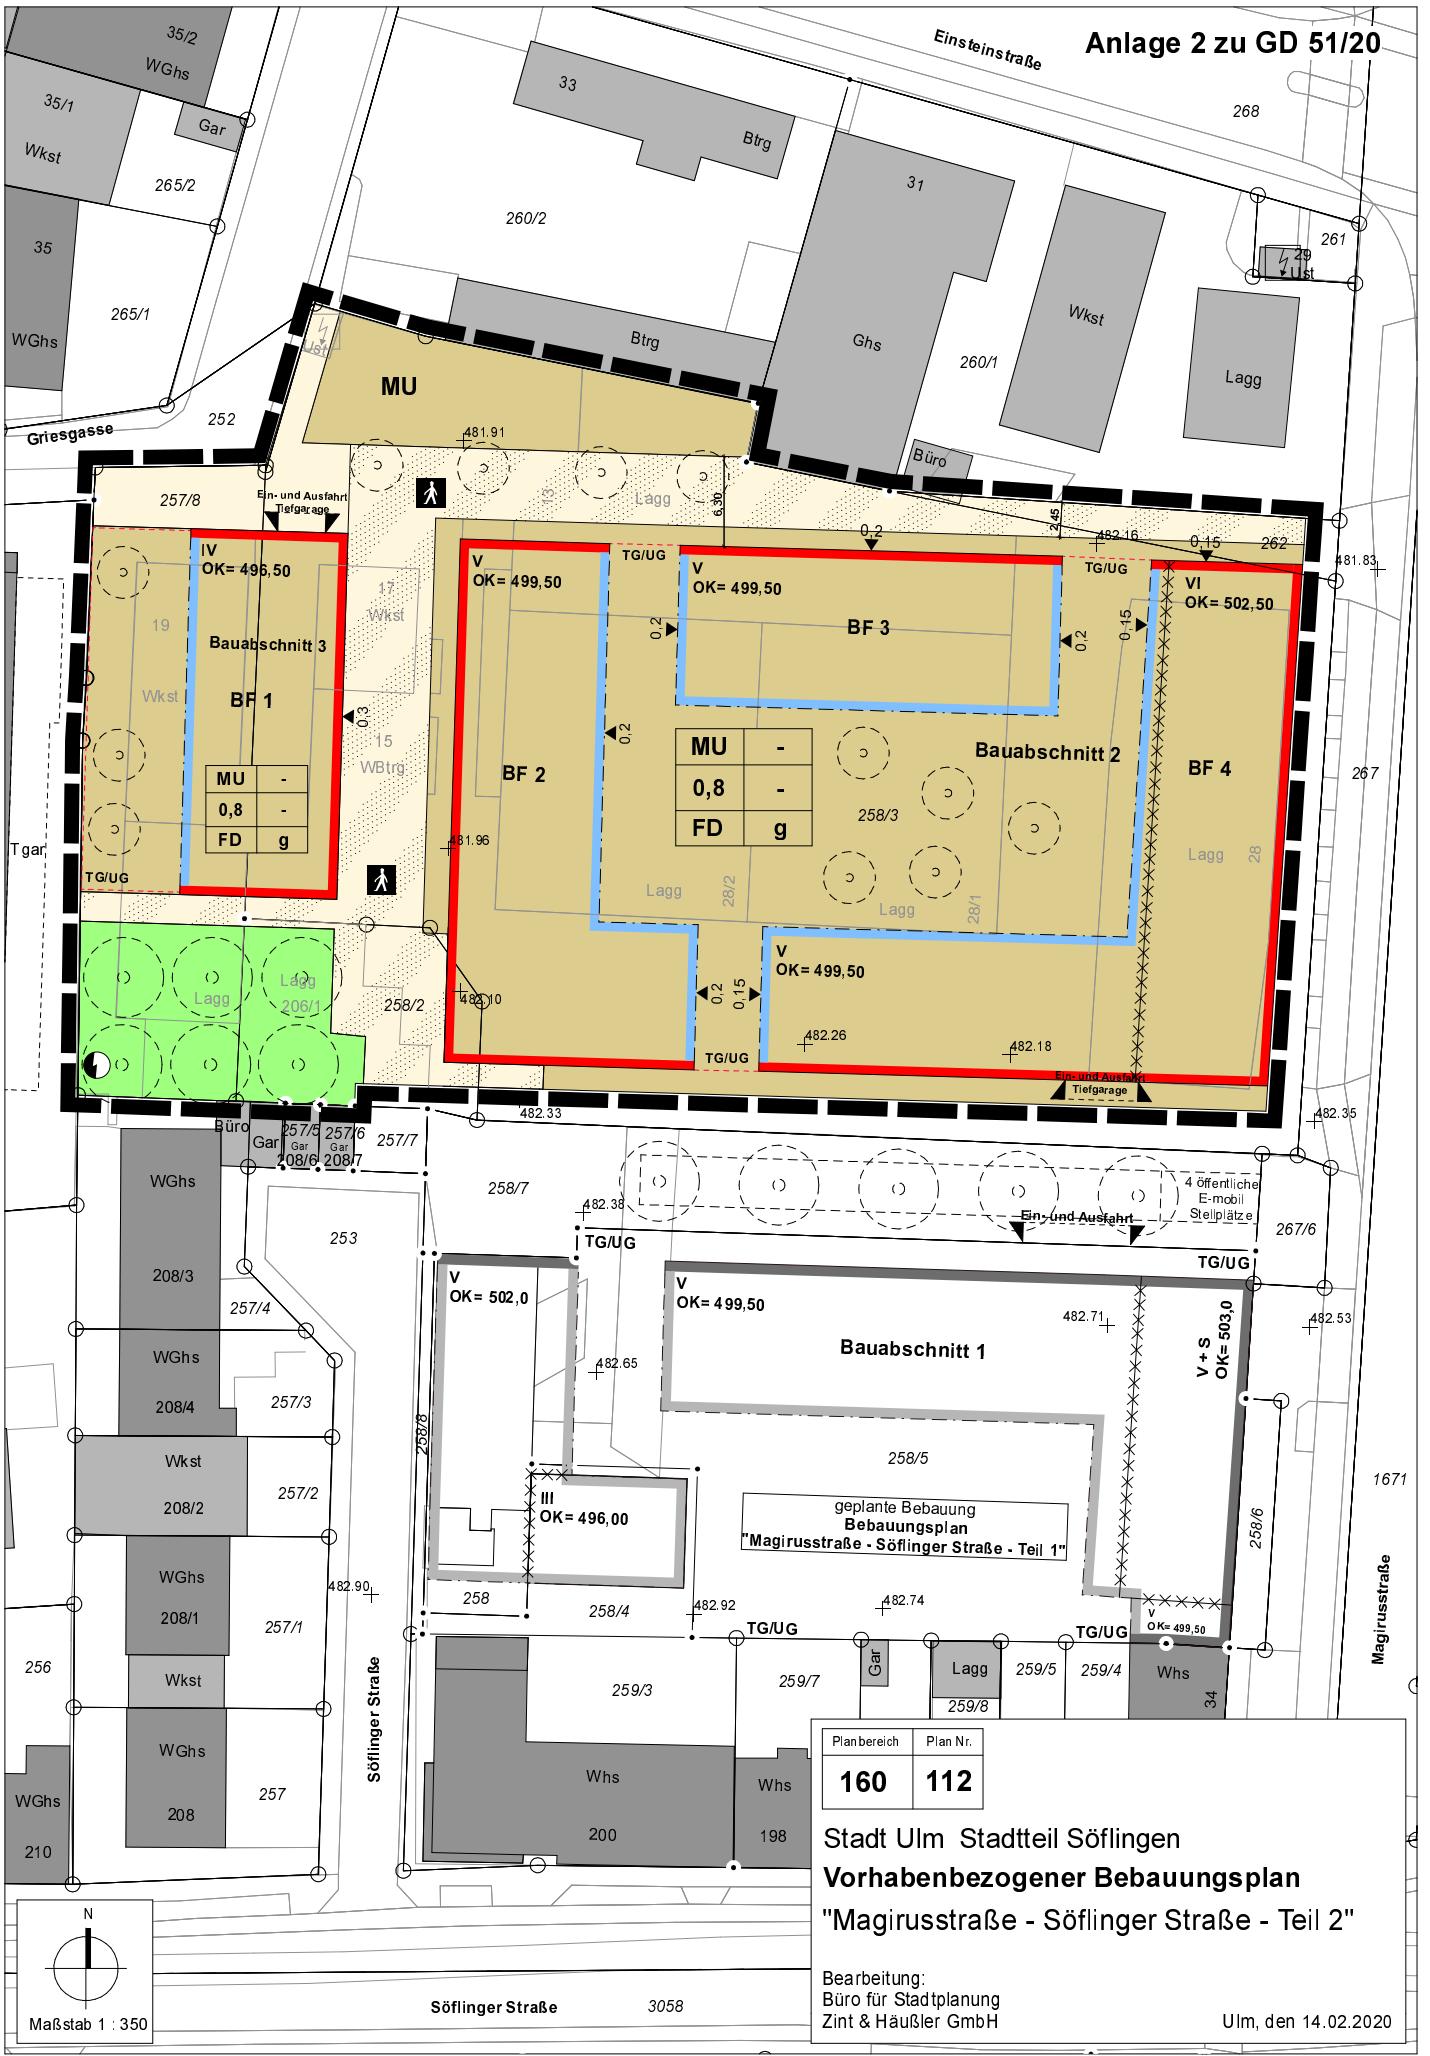 Anlage 2 zu GD 51/20
Einsteinstraße
35/2
WGhs
35/1
Wkst
Gar
265/2
33
Btrg
268
31
260/2
261
29
Ust
35
WGhs
265/1
Wkst
Ghs
Btrg
260/1
Lagg
Ust
MU
252
Griesgasse
481.91
Büro
257/8
Ein- und Ausfahrt
Tiefgarage
13
Lagg
6,30
2,45
0,2
482.16
0,15
262
481.83
IV
OK= 496,50
V
OK= 499,50
TG/UG
V
OK= 499,50
TG/UG
VI
OK= 502,50
17
Wkst
19
Bauabschnitt 3
0,2
BF 3
0,2
0,15
Wkst
BF 1
0,3
15
WBtrg
0,2
MU -
0,8 -
FD g
BF 2
MU -
0,8 -
FD g
Bauabschnitt 2
BF 4
267
258/3
481.96
T gar
TG/UG
Lagg
28/2
Lagg
28/1
Lagg
28
V
OK= 499,50
Lagg
Lagg
206/1
258/2
482.10
0,2
0,15
482.26
482.18
TG/UG
Ein- und Ausfahrt
Tiefgarage
482.33
482.35
Büro
Gar
257/5
Gar
208/6
257/6
Gar
208/7
257/7
WGhs
258/7
482.38
4 öffentliche
E-mobil
Stellplätze
Ein- und Ausfahrt
267/6
253
TG/UG
TG/UG
208/3
257/4
V
OK= 502,0
V
OK= 499,50
V + S
OK= 503,0
482.71
482.53
Bauabschnitt 1
WGhs
208/4
257/3
482.65
258/8
258/5
Wkst
208/2
257/2
III
OK= 496,00
geplante Bebauung
Bebauungsplan
"Magirusstraße - Söflinger Straße - Teil 1"
1671
258/6
WGhs
208/1
257/1
482.90
258
258/4
482.92
482.74
V
OK= 499,50
TG/UG
TG/UG
Magirusstraße
256
Wkst
259/3
259/7
Gar
Lagg
259/8
259/5
259/4
Whs
34
Söflinger Straße
WGhs
208
257
WGhs
210
Whs
200
Whs
198
Planbereich
Plan Nr.
160
112
Stadt Ulm Stadtteil Söflingen
Vorhabenbezogener Bebauungsplan
"Magirusstraße - Söflinger Straße - Teil 2"
Bearbeitung:
Büro für Stadtplanung
Zint & Häußler GmbH
Ulm, den 14.02.2020
N
Maßstab 1 : 350
Söflinger Straße
3058